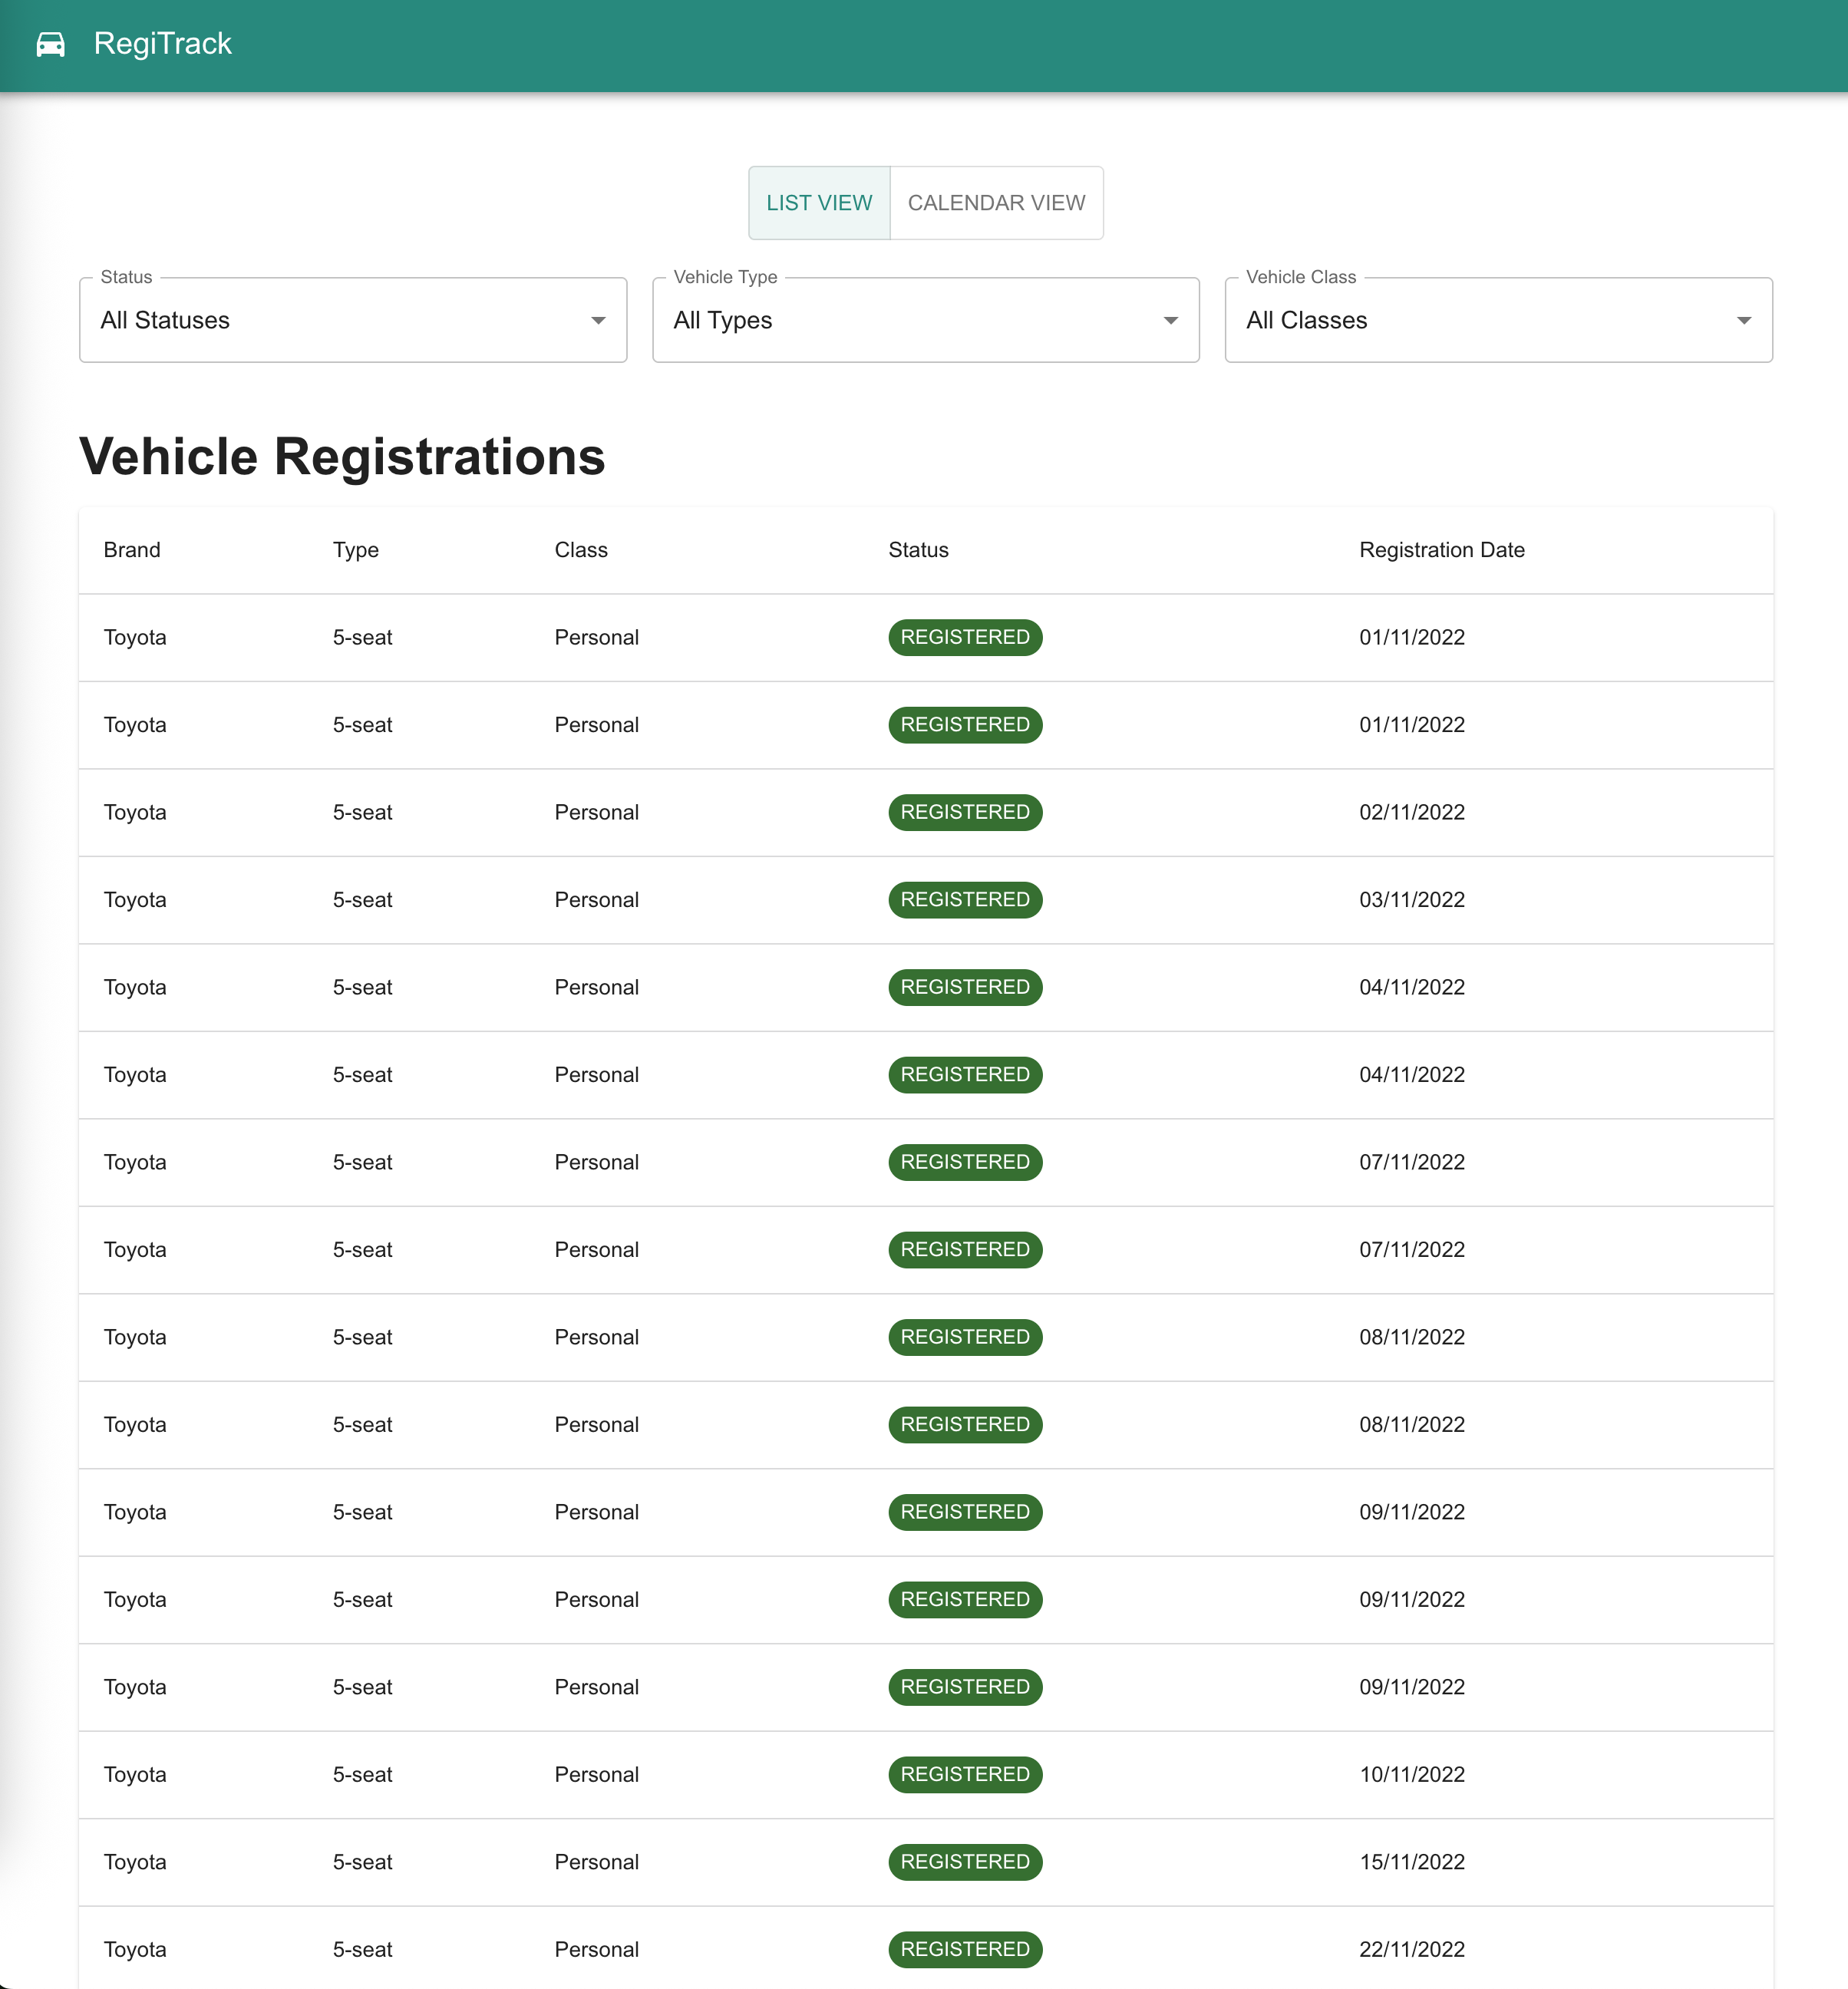 RegiTrack
LIST VIEW CALENDAR VIEW
Status Vehicle Type Vehicle Class
All Statuses All Types All Classes
Vehicle Registrations
Brand Type Class Status Registration Date
Toyota 5-seat Personal REGISTERED 01/11/2022
Toyota 5-seat Personal REGISTERED 01/11/2022
Toyota 5-seat Personal REGISTERED 02/11/2022
Toyota 5-seat Personal REGISTERED 03/11/2022
Toyota 5-seat Personal REGISTERED 04/11/2022
Toyota 5-seat Personal REGISTERED 04/11/2022
Toyota 5-seat Personal REGISTERED 07/11/2022
Toyota 5-seat Personal REGISTERED 07/11/2022
Toyota 5-seat Personal REGISTERED 08/11/2022
Toyota 5-seat Personal REGISTERED 08/11/2022
Toyota 5-seat Personal REGISTERED 09/11/2022
Toyota 5-seat Personal REGISTERED 09/11/2022
Toyota 5-seat Personal REGISTERED 09/11/2022
Toyota 5-seat Personal REGISTERED 10/11/2022
Toyota 5-seat Personal REGISTERED 15/11/2022
Toyota 5-seat Personal REGISTERED 22/11/2022